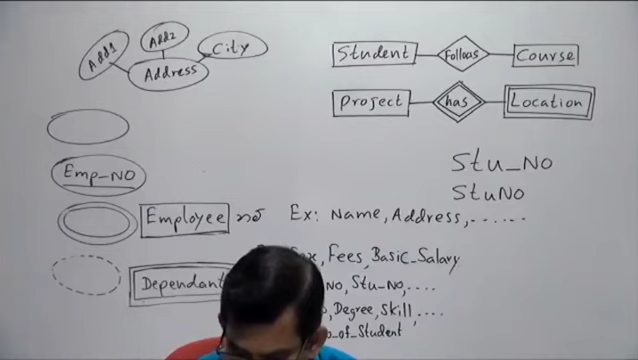 Add1 Add2 City
Address
Student Follows Course
Project has Location
Emp_NO
Stu_NO
StuNO
Employee Ex: Name, Address, ......
Fees, Basic_Salary
Dependant NO, Stu_NO, ....
Degree, Skill, ....
of_Student